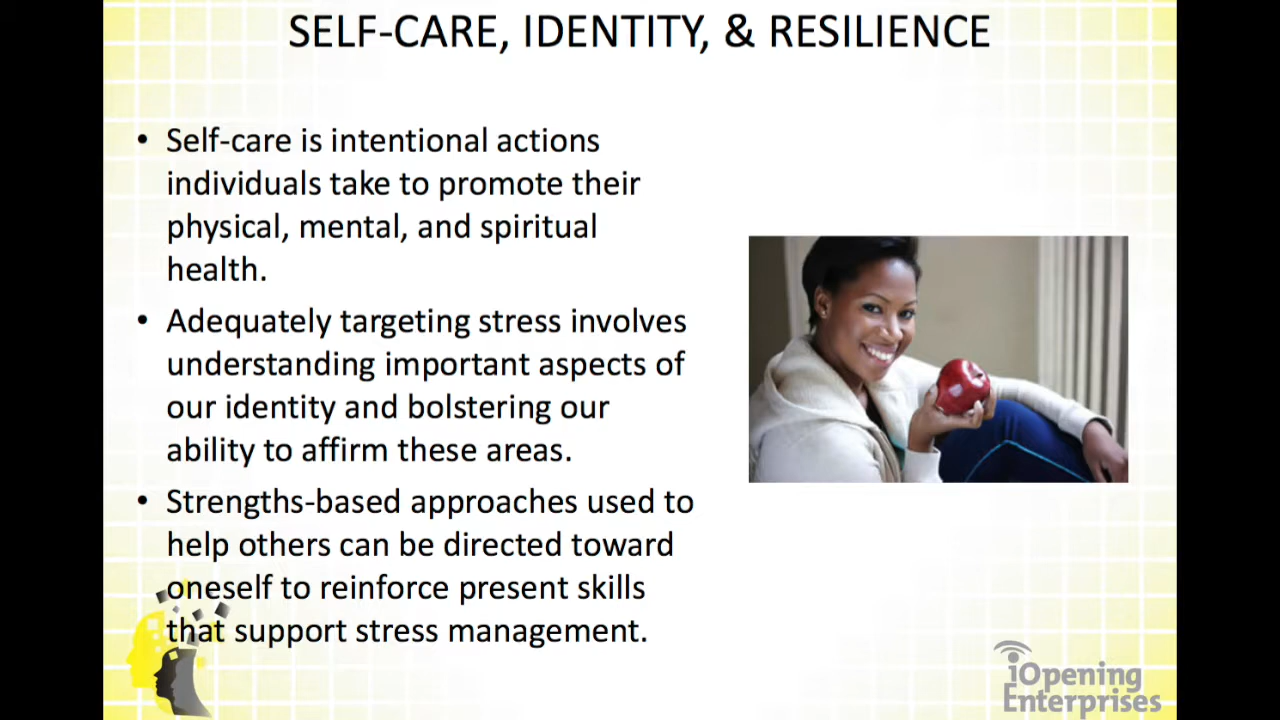 SELF-CARE, IDENTITY, & RESILIENCE
• Self-care is intentional actions
individuals take to promote their
physical, mental, and spiritual
health.
• Adequately targeting stress involves
understanding important aspects of
our identity and bolstering our
ability to affirm these areas.
• Strengths-based approaches used to
help others can be directed toward
oneself to reinforce present skills
that support stress management.
iOpening
Enterprises